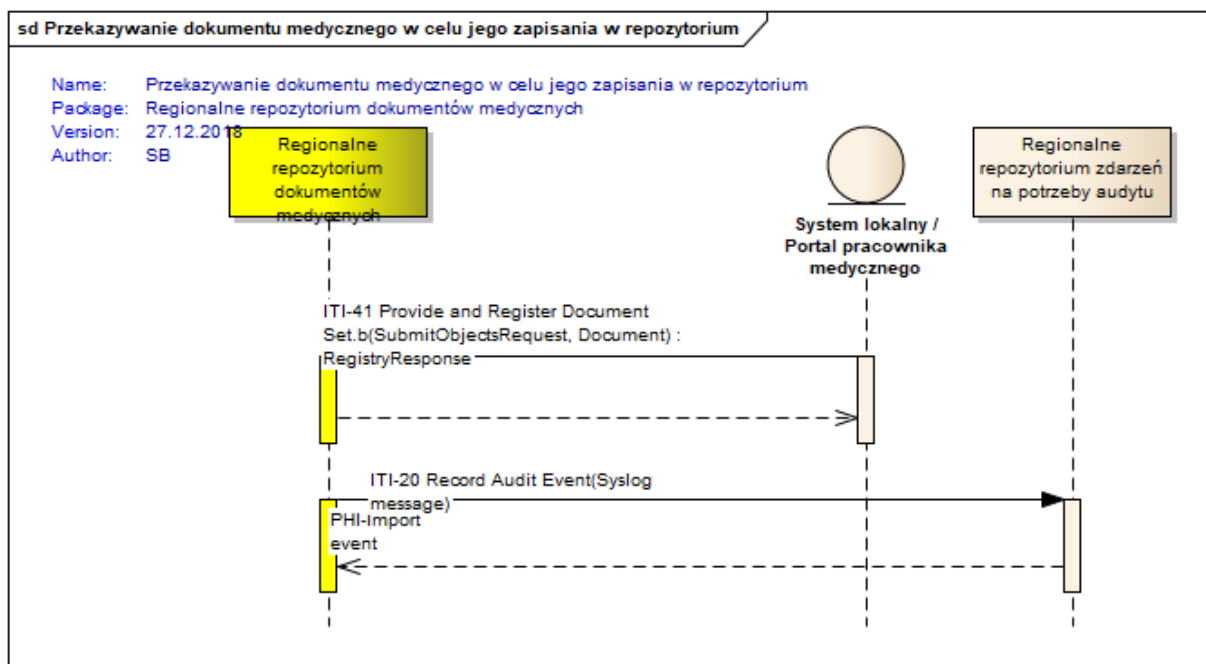 sd Przekazywanie dokumentu medycznego w celu jego zapisania w repozytorium
Name: Przekazywanie dokumentu medycznego w celu jego zapisania w repozytorium
Package: Regionalne repozytorium dokumentów medycznych
Version: 27.12.2018
Author: SB
Regionalne
repozytorium
dokumentów
medycznych
System lokalny /
Portal pracownika
medycznego
Regionalne
repozytorium zdarzeń
na potrzeby audytu
ITI-41 Provide and Register Document
Set.b(SubmitObjectsRequest, Document) :
RegistryResponse
ITI-20 Record Audit Event(Syslog
message)
PHI-Import
event